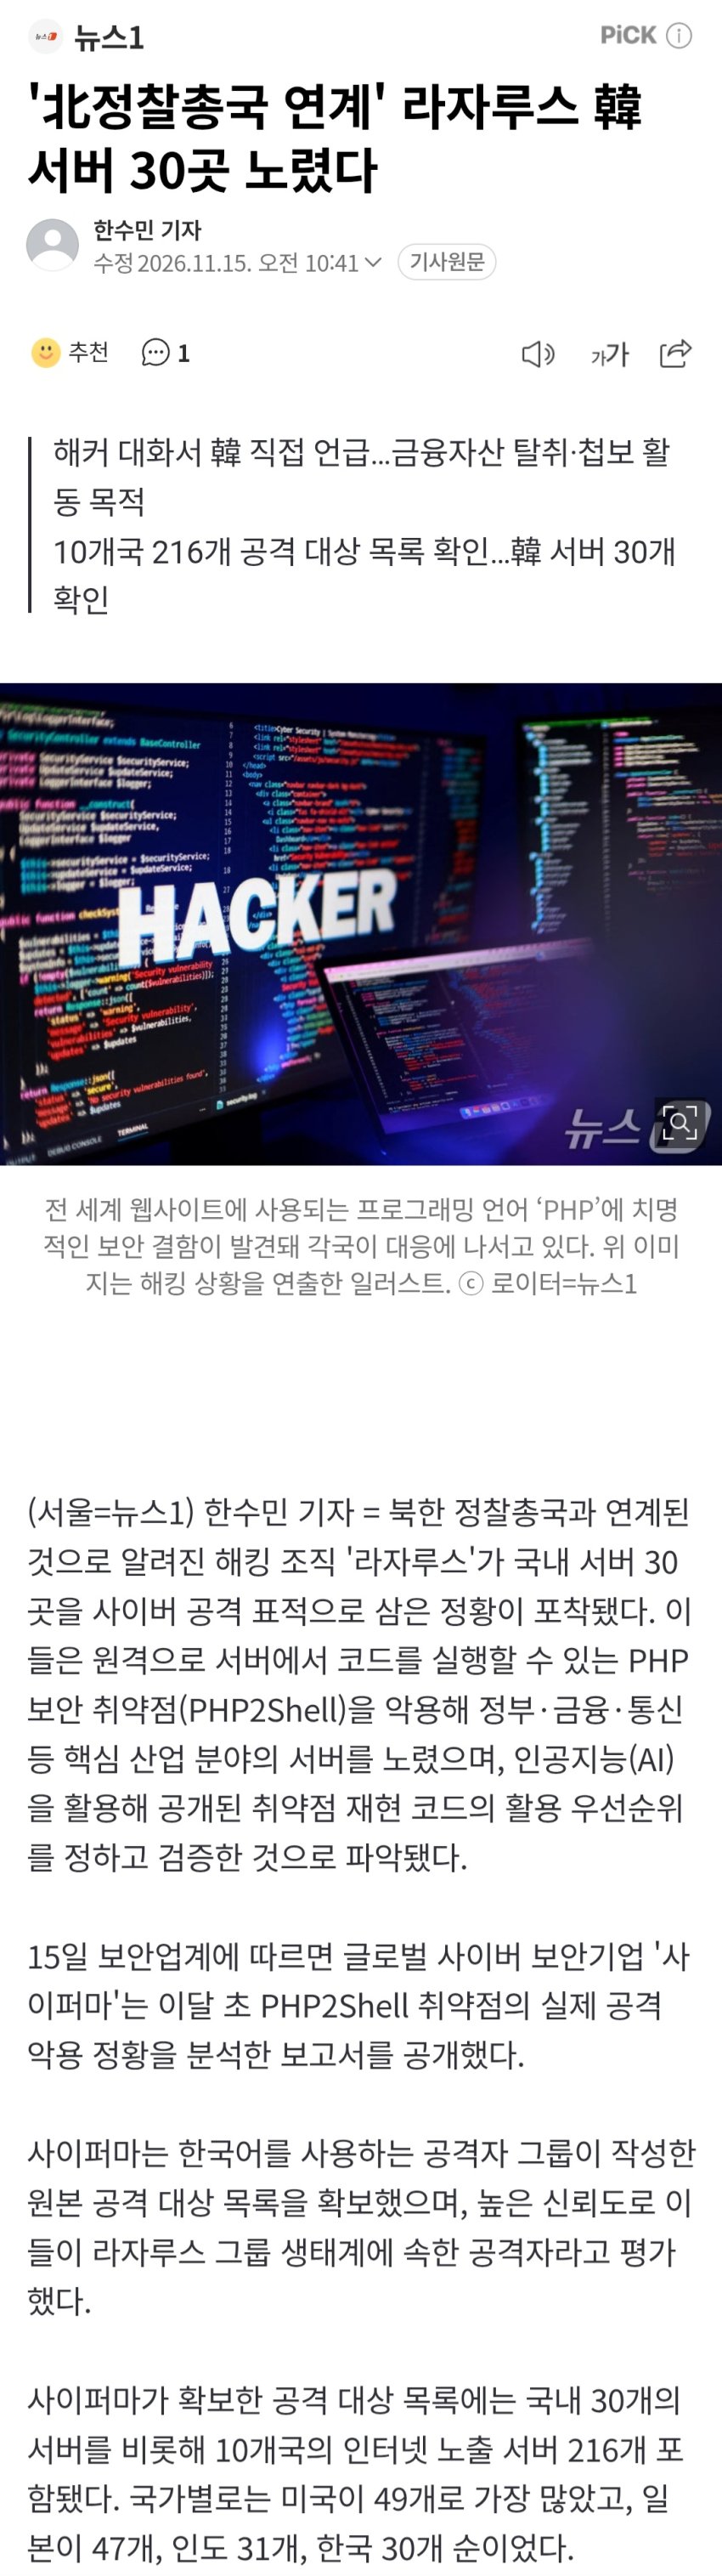 뉴스1
PiCK
'北정찰총국 연계' 라자루스 韓
서버 30곳 노렸다
한수민 기자
수정 2026.11.15. 오전 10:41
기사원문
추천
1
가가
해커 대화서 韓 직접 언급…금융자산 탈취·첩보 활
동 목적
10개국 216개 공격 대상 목록 확인…韓 서버 30개
확인
HACKER
뉴스1
전 세계 웹사이트에 사용되는 프로그래밍 언어 ‘PHP’에 치명
적인 보안 결함이 발견돼 각국이 대응에 나서고 있다. 위 이미
지는 해킹 상황을 연출한 일러스트. ⓒ 로이터=뉴스1
(서울=뉴스1) 한수민 기자 = 북한 정찰총국과 연계된
것으로 알려진 해킹 조직 '라자루스'가 국내 서버 30
곳을 사이버 공격 표적으로 삼은 정황이 포착됐다. 이
들은 원격으로 서버에서 코드를 실행할 수 있는 PHP
보안 취약점(PHP2Shell)을 악용해 정부·금융·통신
등 핵심 산업 분야의 서버를 노렸으며, 인공지능(AI)
을 활용해 공개된 취약점 재현 코드의 활용 우선순위
를 정하고 검증한 것으로 파악됐다.
15일 보안업계에 따르면 글로벌 사이버 보안기업 '사
이퍼마'는 이달 초 PHP2Shell 취약점의 실제 공격
악용 정황을 분석한 보고서를 공개했다.
사이퍼마는 한국어를 사용하는 공격자 그룹이 작성한
원본 공격 대상 목록을 확보했으며, 높은 신뢰도로 이
들이 라자루스 그룹 생태계에 속한 공격자라고 평가
했다.
사이퍼마가 확보한 공격 대상 목록에는 국내 30개의
서버를 비롯해 10개국의 인터넷 노출 서버 216개 포
함됐다. 국가별로는 미국이 49개로 가장 많았고, 일
본이 47개, 인도 31개, 한국 30개 순이었다.